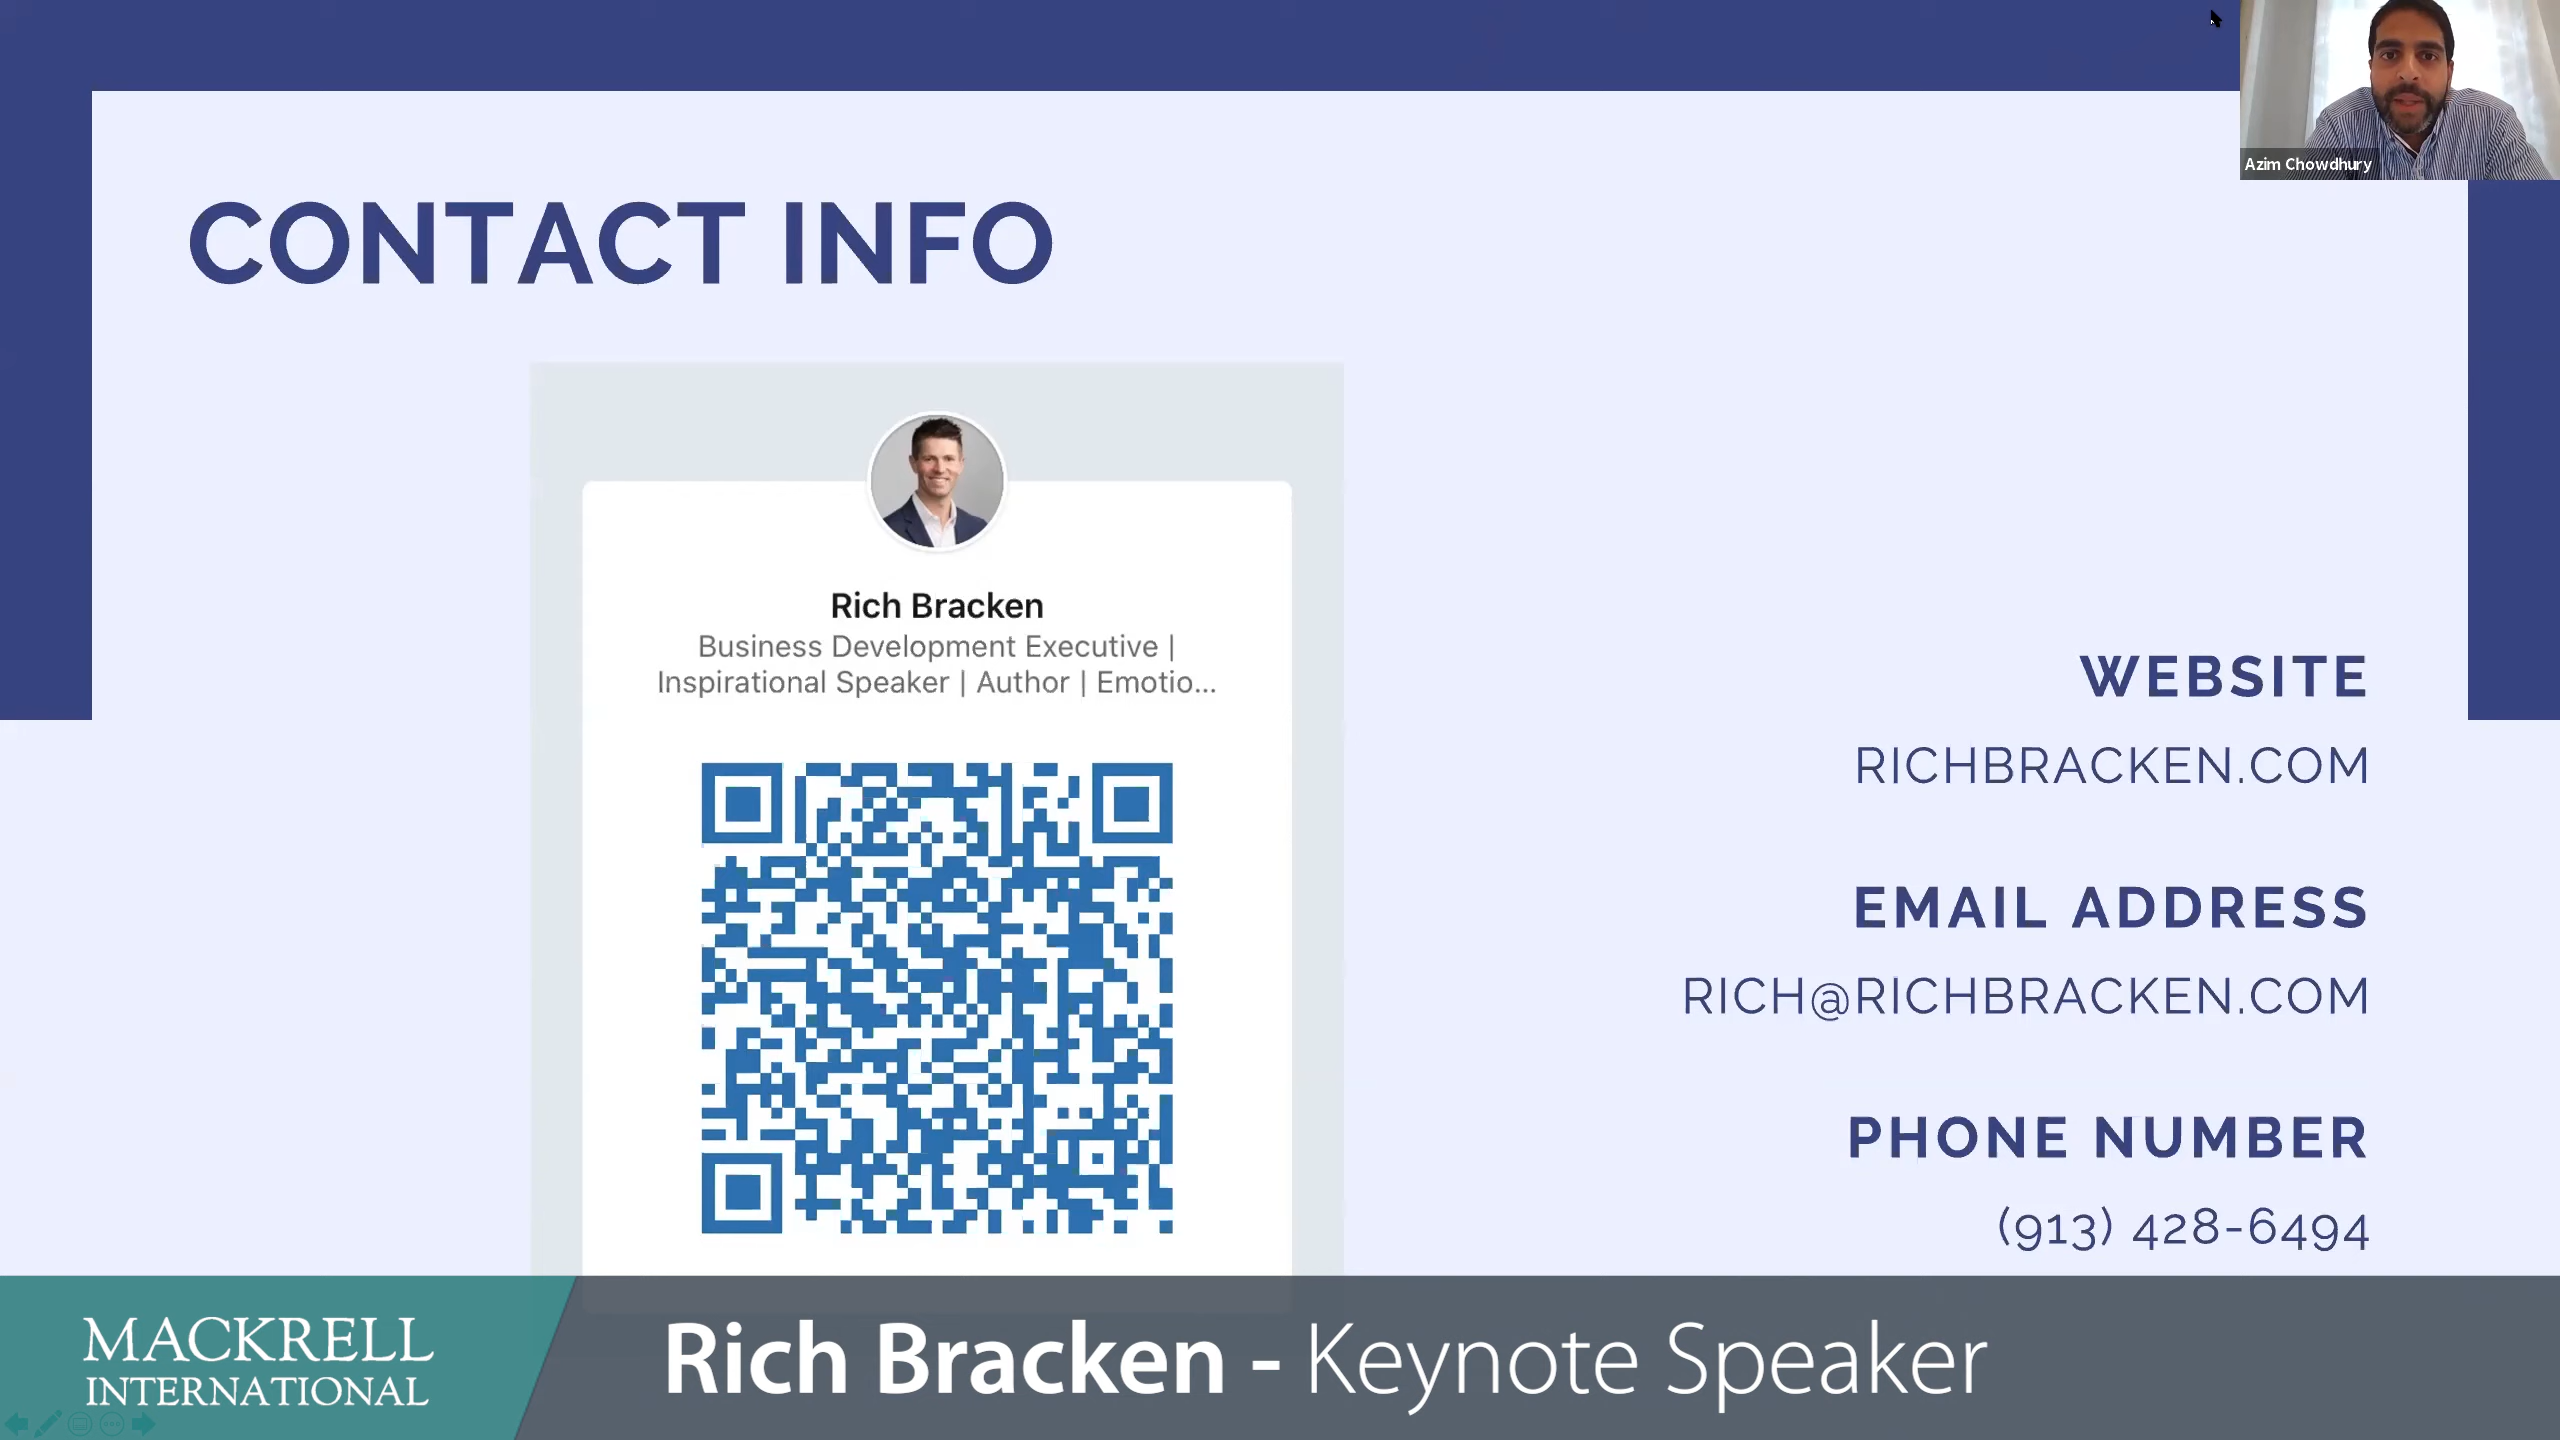 Azim Chowdhury
CONTACT INFO
Rich Bracken
Business Development Executive |
Inspirational Speaker | Author | Emotio...
WEBSITE
RICHBRACKEN.COM
EMAIL ADDRESS
RICH@RICHBRACKEN.COM
PHONE NUMBER
(913) 428-6494
MACKRELL
INTERNATIONAL
Rich Bracken - Keynote Speaker